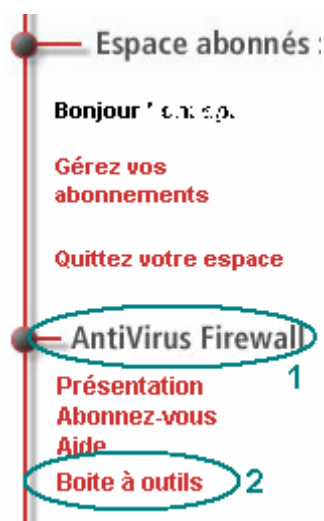 Espace abonnés :
Bonjour
Gérez vos
abonnements
Quittez votre espace
AntiVirus Firewall
1
Présentation
Abonnez-vous
Aide
Boite à outils
2